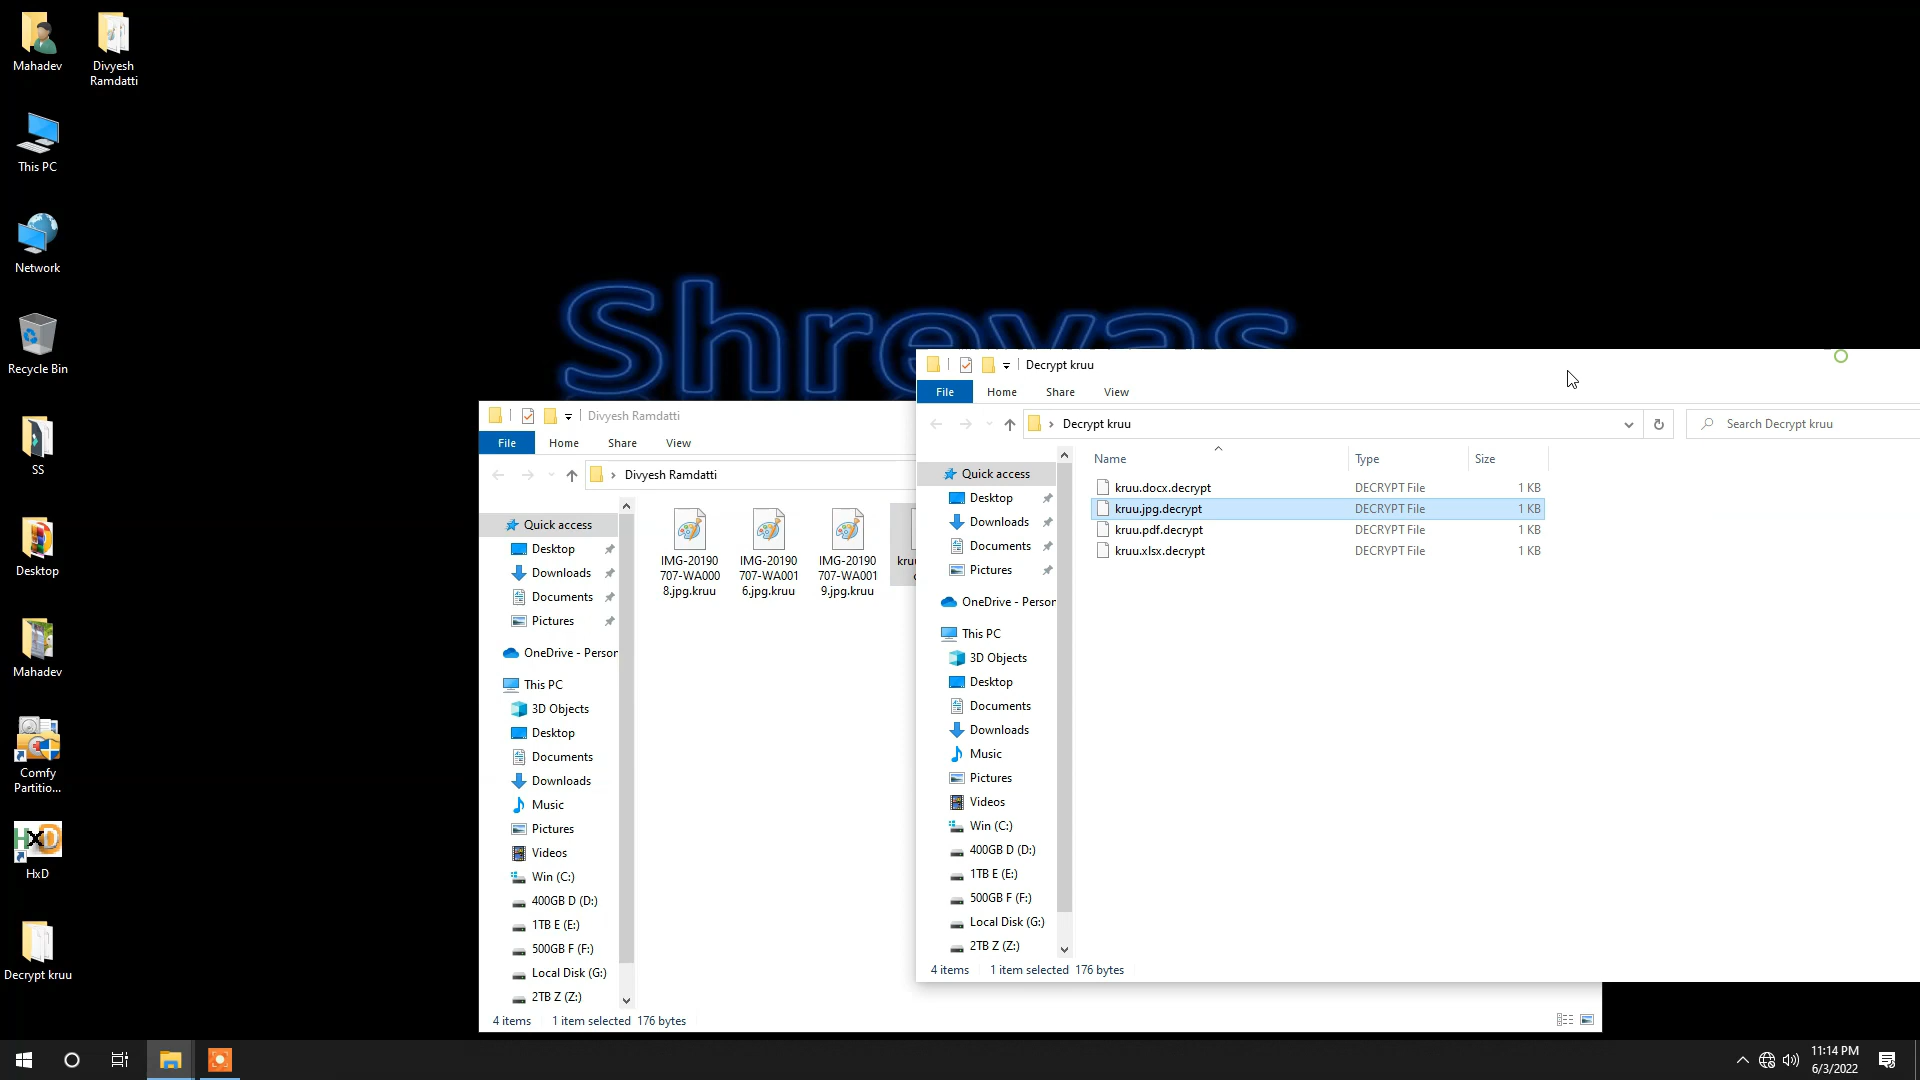 Mahadev
Divyesh
Ramdatti
This PC
Network
Recycle Bin
SS
Desktop
Mahadev
Comfy
Partitio...
HxD
HxD
Decrypt kruu
Shreyas
Divyesh Ramdatti
File
Home
Share
View
Divyesh Ramdatti
Quick access
Desktop
Downloads
Documents
Pictures
OneDrive - Person
This PC
3D Objects
Desktop
Documents
Downloads
Music
Pictures
Videos
Win (C:)
400GB D (D:)
1TB E (E:)
500GB F (F:)
Local Disk (G:)
2TB Z (Z:)
IMG-20190
707-WA000
8.jpg.kruu
IMG-20190
707-WA001
6.jpg.kruu
IMG-20190
707-WA001
9.jpg.kruu
4 items
1 item selected 176 bytes
Decrypt kruu
File
Home
Share
View
Decrypt kruu
Search Decrypt kruu
Quick access
Desktop
Downloads
Documents
Pictures
OneDrive - Person
This PC
3D Objects
Desktop
Documents
Downloads
Music
Pictures
Videos
Win (C:)
400GB D (D:)
1TB E (E:)
500GB F (F:)
Local Disk (G:)
2TB Z (Z:)
Name Type Size
kruu.docx.decrypt DECRYPT File 1 KB
kruu.jpg.decrypt DECRYPT File 1 KB
kruu.pdf.decrypt DECRYPT File 1 KB
kruu.xlsx.decrypt DECRYPT File 1 KB
4 items
1 item selected 176 bytes
11:14 PM
6/3/2022